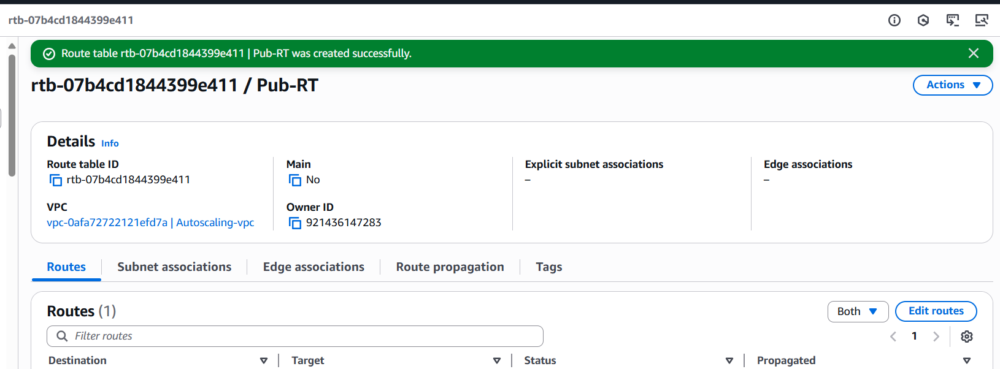 rtb-07b4cd1844399e411
Route table rtb-07b4cd1844399e411 | Pub-RT was created successfully.
rtb-07b4cd1844399e411 / Pub-RT
Actions
Details Info
Route table ID
rtb-07b4cd1844399e411
Main
No
Explicit subnet associations
–
Edge associations
–
VPC
vpc-0afa72722121efd7a | Autoscaling-vpc
Owner ID
921436147283
Routes
Subnet associations
Edge associations
Route propagation
Tags
Routes (1)
Both
Edit routes
Filter routes
1
Destination
Target
Status
Propagated